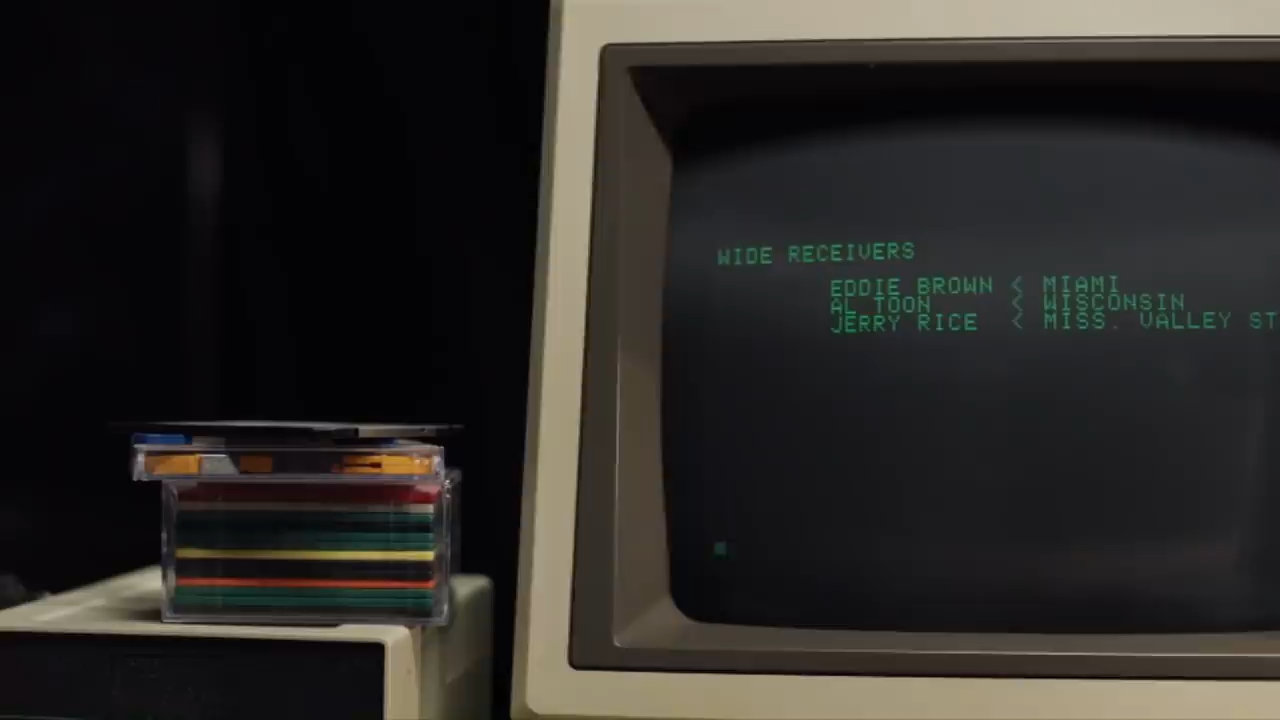 WIDE RECEIVERS
EDDIE BROWN < MIAMI
AL TOON < WISCONSIN
JERRY RICE < MISS. VALLEY ST